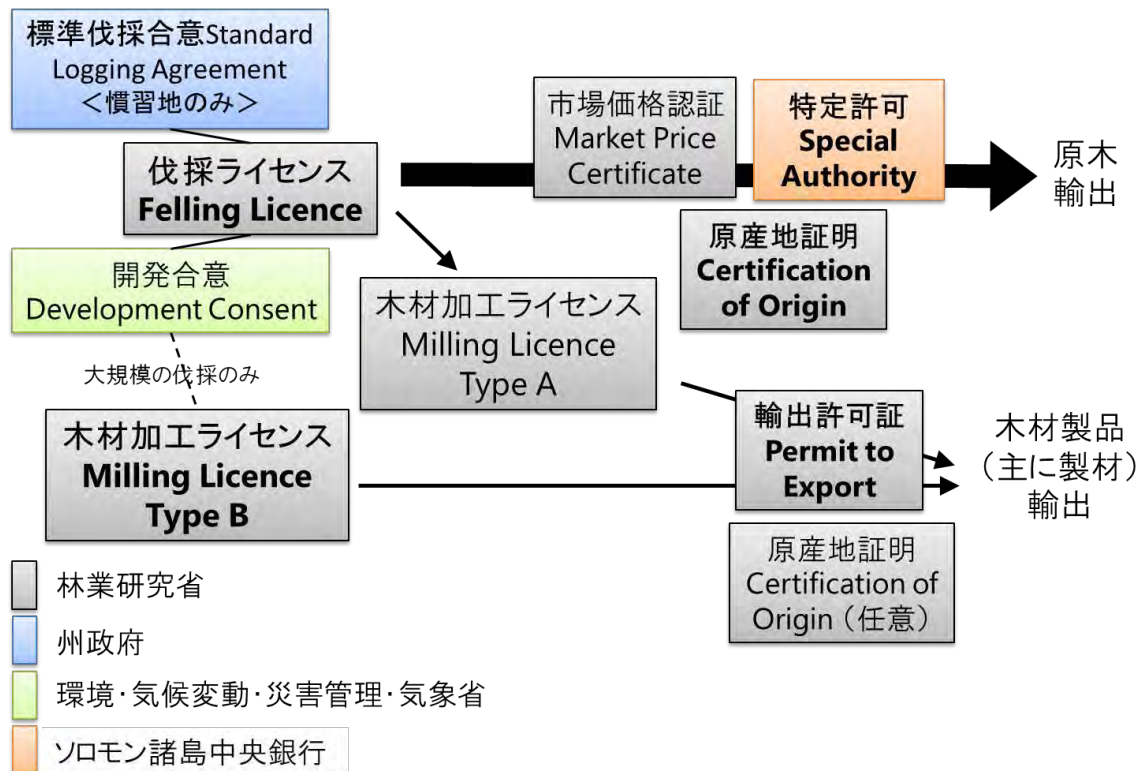 標準伐採合意Standard
Logging Agreement
＜慣習地のみ＞
伐採ライセンス
Felling Licence
開発合意
Development Consent
大規模の伐採のみ
木材加工ライセンス
Milling Licence
Type B
木材加工ライセンス
Milling Licence
Type A
市場価格認証
Market Price
Certificate
特定許可
Special
Authority
原木
輸出
原産地証明
Certification
of Origin
輸出許可証
Permit to
Export
木材製品
（主に製材）
輸出
原産地証明
Certification of
Origin（任意）
林業研究省
州政府
環境・気候変動・災害管理・気象省
ソロモン諸島中央銀行